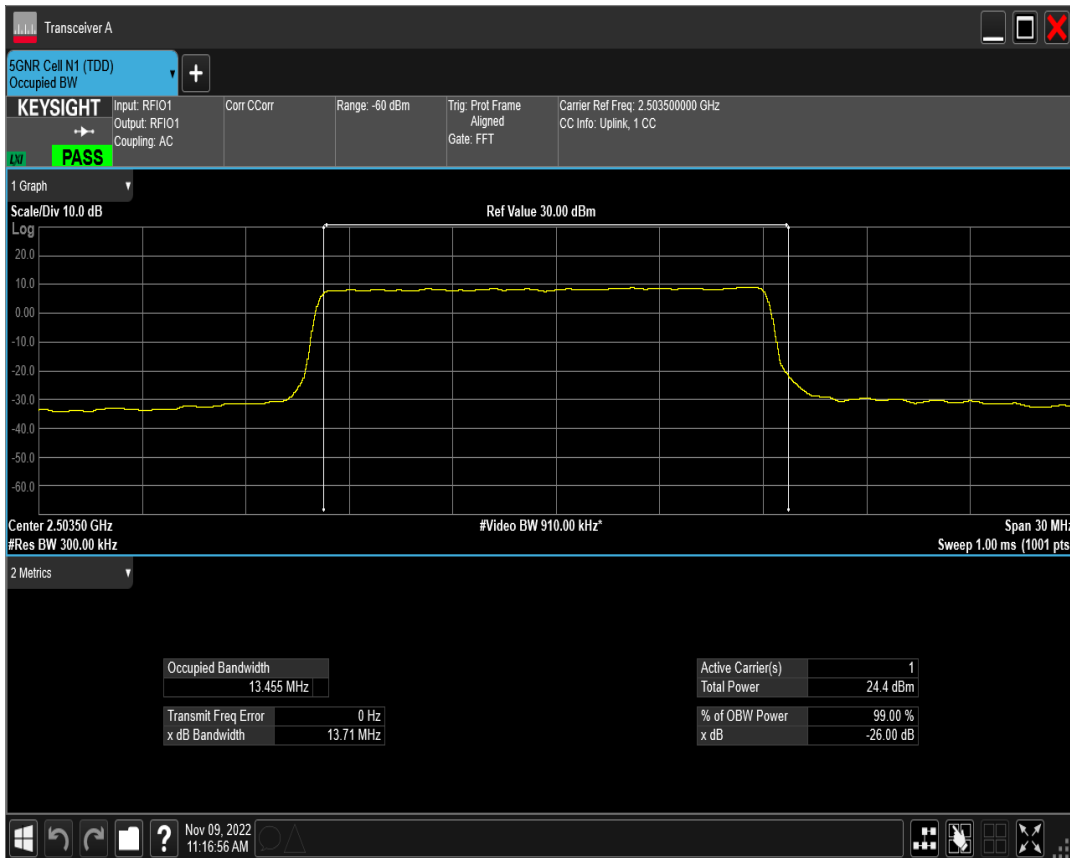 Transceiver A
5GNR Cell N1 (TDD)
Occupied BW
+
KEYSIGHT
LXI
PASS
Input: RFIO1
Output: RFIO1
Coupling: AC
Corr CCorr
Range: -60 dBm
Trig: Prot Frame
Aligned
Gate: FFT
Carrier Ref Freq: 2.503500000 GHz
CC Info: Uplink, 1 CC
1 Graph
Scale/Div 10.0 dB
Ref Value 30.00 dBm
Log
20.0
10.0
0.00
-10.0
-20.0
-30.0
-40.0
-50.0
-60.0
Center 2.50350 GHz
#Video BW 910.00 kHz*
Span 30 MHz
#Res BW 300.00 kHz
Sweep 1.00 ms (1001 pts
2 Metrics
Occupied Bandwidth
13.455 MHz
Transmit Freq Error 0 Hz
x dB Bandwidth 13.71 MHz
Active Carrier(s) 1
Total Power 24.4 dBm
% of OBW Power 99.00 %
x dB -26.00 dB
?
Nov 09, 2022
11:16:56 AM